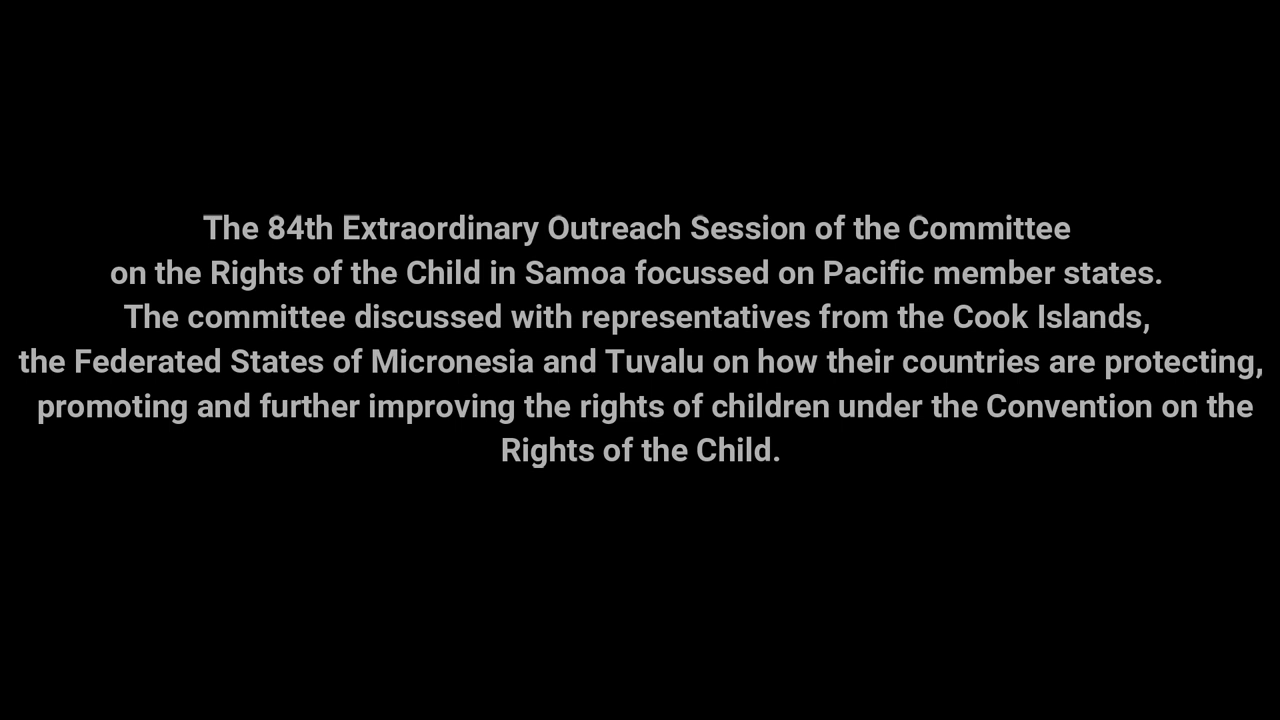 The 84th Extraordinary Outreach Session of the Committee
on the Rights of the Child in Samoa focussed on Pacific member states.
The committee discussed with representatives from the Cook Islands,
the Federated States of Micronesia and Tuvalu on how their countries are protecting,
promoting and further improving the rights of children under the Convention on the
Rights of the Child.